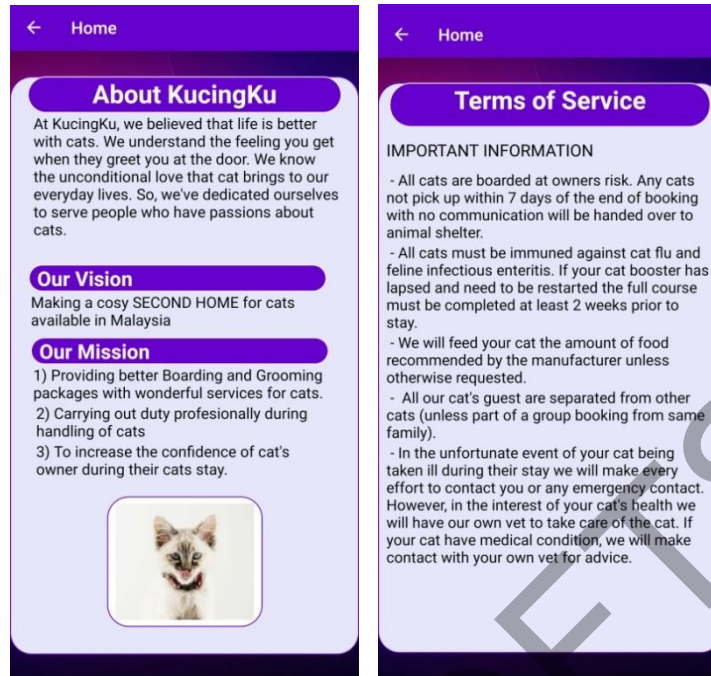 Home
About KucingKu
At KucingKu, we believed that life is better
with cats. We understand the feeling you get
when they greet you at the door. We know
the unconditional love that cat brings to our
everyday lives. So, we've dedicated ourselves
to serve people who have passions about
cats.
Our Vision
Making a cosy SECOND HOME for cats
available in Malaysia
Our Mission
1) Providing better Boarding and Grooming
packages with wonderful services for cats.
2) Carrying out duty profesionally during
handling of cats
3) To increase the confidence of cat's
owner during their cats stay.
Home
Terms of Service
IMPORTANT INFORMATION
- All cats are boarded at owners risk. Any cats
not pick up within 7 days of the end of booking
with no communication will be handed over to
animal shelter.
- All cats must be immuned against cat flu and
feline infectious enteritis. If your cat booster has
lapsed and need to be restarted the full course
must be completed at least 2 weeks prior to
stay.
- We will feed your cat the amount of food
recommended by the manufacturer unless
otherwise requested.
- All our cat's guest are separated from other
cats (unless part of a group booking from same
family).
- In the unfortunate event of your cat being
taken ill during their stay we will make every
effort to contact you or any emergency contact.
However, in the interest of your cat's health we
will have our own vet to take care of the cat. If
your cat have medical condition, we will make
contact with your own vet for advice.